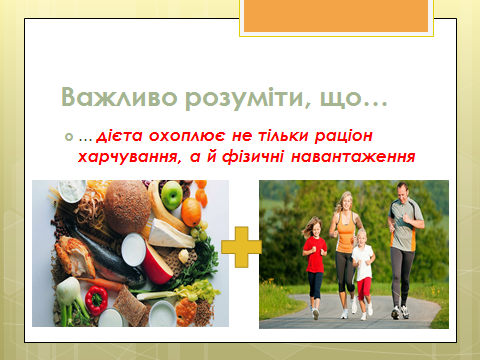 Важливо розуміти, що…
… дієта охоплює не тільки раціон
харчування, а й фізичні навантаження